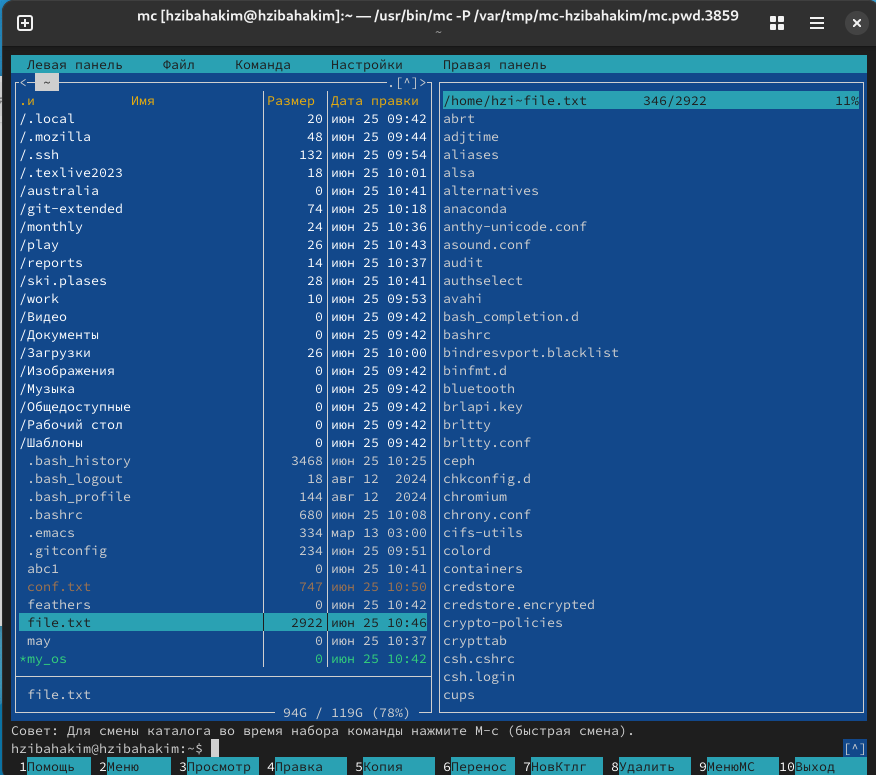 mc [hzibahakim@hzibahakim]:~ — /usr/bin/mc -P /var/tmp/mc-hzibahakim/mc.pwd.3859
~
Левая панель Файл Команда Настройки Правая панель
<─ ~ ─.[^]>
.и Имя Размер Дата правки
/.local 20 июн 25 09:42
/.mozilla 48 июн 25 09:44
/.ssh 132 июн 25 09:54
/.texlive2023 18 июн 25 10:01
/australia 0 июн 25 10:41
/git-extended 74 июн 25 10:18
/monthly 24 июн 25 10:36
/play 26 июн 25 10:43
/reports 14 июн 25 10:37
/ski.plases 28 июн 25 10:41
/work 10 июн 25 09:53
/Видео 0 июн 25 09:42
/Документы 0 июн 25 09:42
/Загрузки 26 июн 25 10:00
/Изображения 0 июн 25 09:42
/Музыка 0 июн 25 09:42
/Общедоступные 0 июн 25 09:42
/Рабочий стол 0 июн 25 09:42
/Шаблоны 0 июн 25 09:42
.bash_history 3468 июн 25 10:25
.bash_logout 18 авг 12 2024
.bash_profile 144 авг 12 2024
.bashrc 680 июн 25 10:08
.emacs 334 мар 13 03:00
.gitconfig 234 июн 25 09:51
abc1 0 июн 25 10:41
conf.txt 747 июн 25 10:50
feathers 0 июн 25 10:42
file.txt 2922 июн 25 10:46
may 0 июн 25 10:37
*my_os 0 июн 25 10:42
file.txt
94G / 119G (78%)
/home/hzi~file.txt 346/2922 11%
abrt
adjtime
aliases
alsa
alternatives
anaconda
anthy-unicode.conf
asound.conf
audit
authselect
avahi
bash_completion.d
bashrc
bindresvport.blacklist
binfmt.d
bluetooth
brlapi.key
brltty
brltty.conf
ceph
chkconfig.d
chromium
chrony.conf
cifs-utils
colord
containers
credstore
credstore.encrypted
crypto-policies
crypttab
csh.cshrc
csh.login
cups
Совет: Для смены каталога во время набора команды нажмите M-c (быстрая смена).
hzibahakim@hzibahakim:~$ [^]
1Помощь 2Меню 3Просмотр 4Правка 5Копия 6Перенос 7НовКтлг 8Удалить 9МенюMC 10Выход